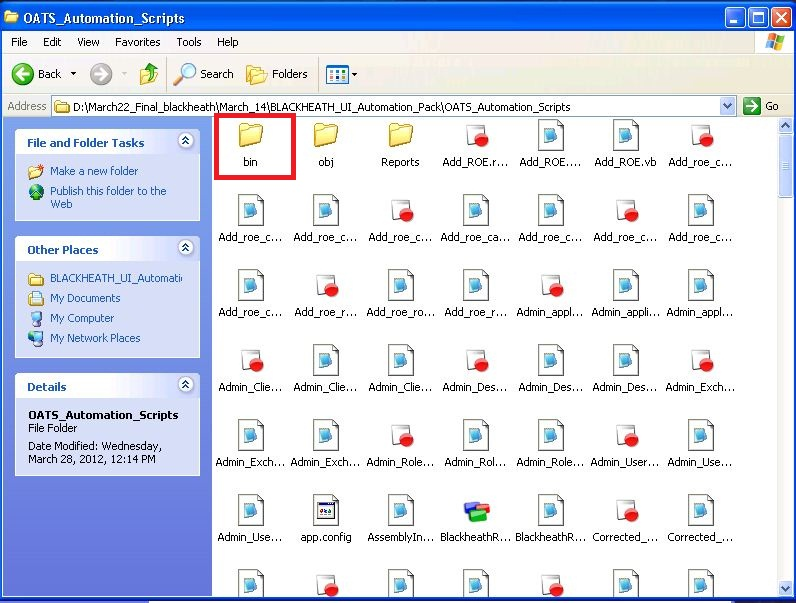 OATS_Automation_Scripts
File Edit View Favorites Tools Help
Back Search Folders
Address D:\March22_Final_blackheath\March_14\BLACKHEATH_UI_Automation_Pack\OATS_Automation_Scripts Go
File and Folder Tasks
Make a new folder
Publish this folder to the
Web
Other Places
BLACKHEATH_UI_Automati
My Documents
My Computer
My Network Places
Details
OATS_Automation_Scripts
File Folder
Date Modified: Wednesday,
March 28, 2012, 12:14 PM
bin obj Reports Add_ROE.r... Add_ROE.... Add_ROE.vb Add_roe_c...
Add_roe_c... Add_roe_c... Add_roe_c... Add_roe_ca... Add_roe_c... Add_roe_c... Add_roe_c...
Add_roe_c... Add_roe_r... Add_roe_ro... Add_roe_r... Admin_appl... Admin_appli... Admin_appl...
Admin_Clie... Admin_Clie... Admin_Clie... Admin_Des... Admin_Des... Admin_Des... Admin_Exch...
Admin_Exch... Admin_Exch... Admin_Role... Admin_Rol... Admin_Role... Admin_User... Admin_Use...
Admin_Use... app.config AssemblyIn... BlackheathR... BlackheathR... Corrected_... Corrected_...